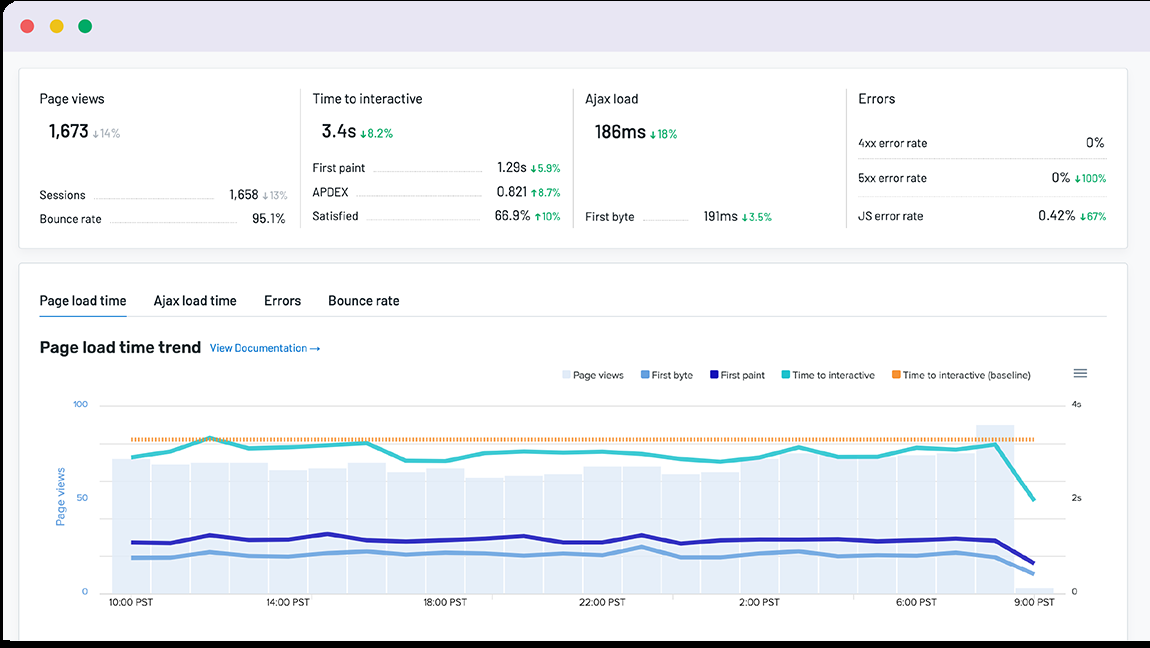 Page views
1,673 ↓14%
Sessions 1,658 ↓13%
Bounce rate 95.1%
Time to interactive
3.4s ↓8.2%
First paint 1.29s ↓5.9%
APDEX 0.821 ↑8.7%
Satisfied 66.9% ↑10%
Ajax load
186ms ↓18%
First byte 191ms ↓3.5%
Errors
4xx error rate 0%
5xx error rate 0% ↓100%
JS error rate 0.42% ↓67%
Page load time Ajax load time Errors Bounce rate
Page load time trend View Documentation →
Page views First byte First paint Time to interactive Time to interactive (baseline)
100 4s
Page views
50 2s
0 0
10:00 PST 14:00 PST 18:00 PST 22:00 PST 2:00 PST 6:00 PST 9:00 PST